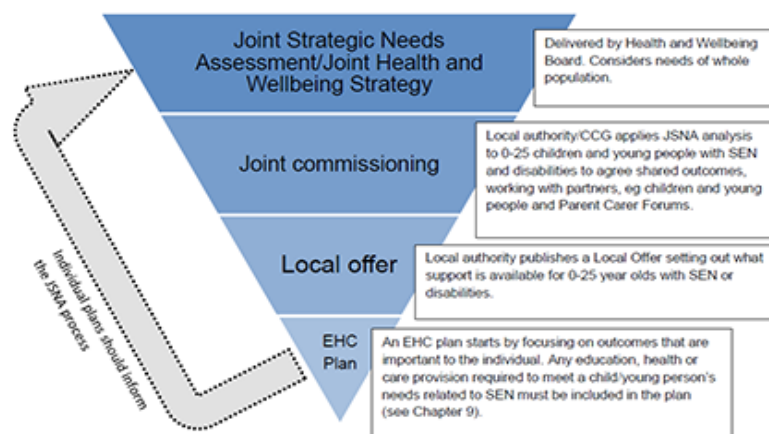 Joint Strategic Needs
Assessment/Joint Health and
Wellbeing Strategy
Delivered by Health and Wellbeing
Board. Considers needs of whole
population.
Joint commissioning
Local authority/CCG applies JSNA analysis
to 0-25 children and young people with SEN
and disabilities to agree shared outcomes,
working with partners, eg children and young
people and Parent Carer Forums.
Local offer
Local authority publishes a Local Offer setting out what
support is available for 0-25 year olds with SEN or
disabilities.
EHC
Plan
An EHC plan starts by focusing on outcomes that are
important to the individual. Any education, health or
care provision required to meet a child/young person's
needs related to SEN must be included in the plan
(see Chapter 9).
Individual plans should inform
the JSNA process